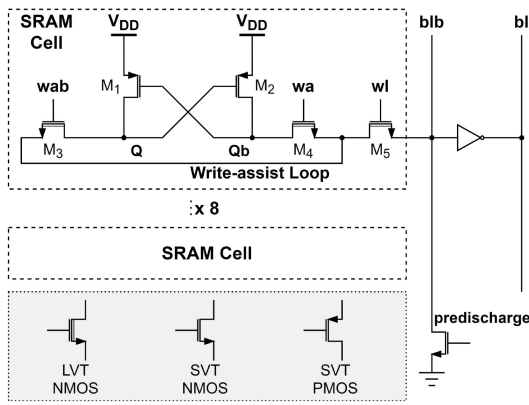 SRAM
Cell
VDD
VDD
blb
bl
M1
M2
wab
wa
wl
M3
Q
Qb
M4
M5
Write-assist Loop
x 8
SRAM Cell
predischarge
LVT
NMOS
SVT
NMOS
SVT
PMOS